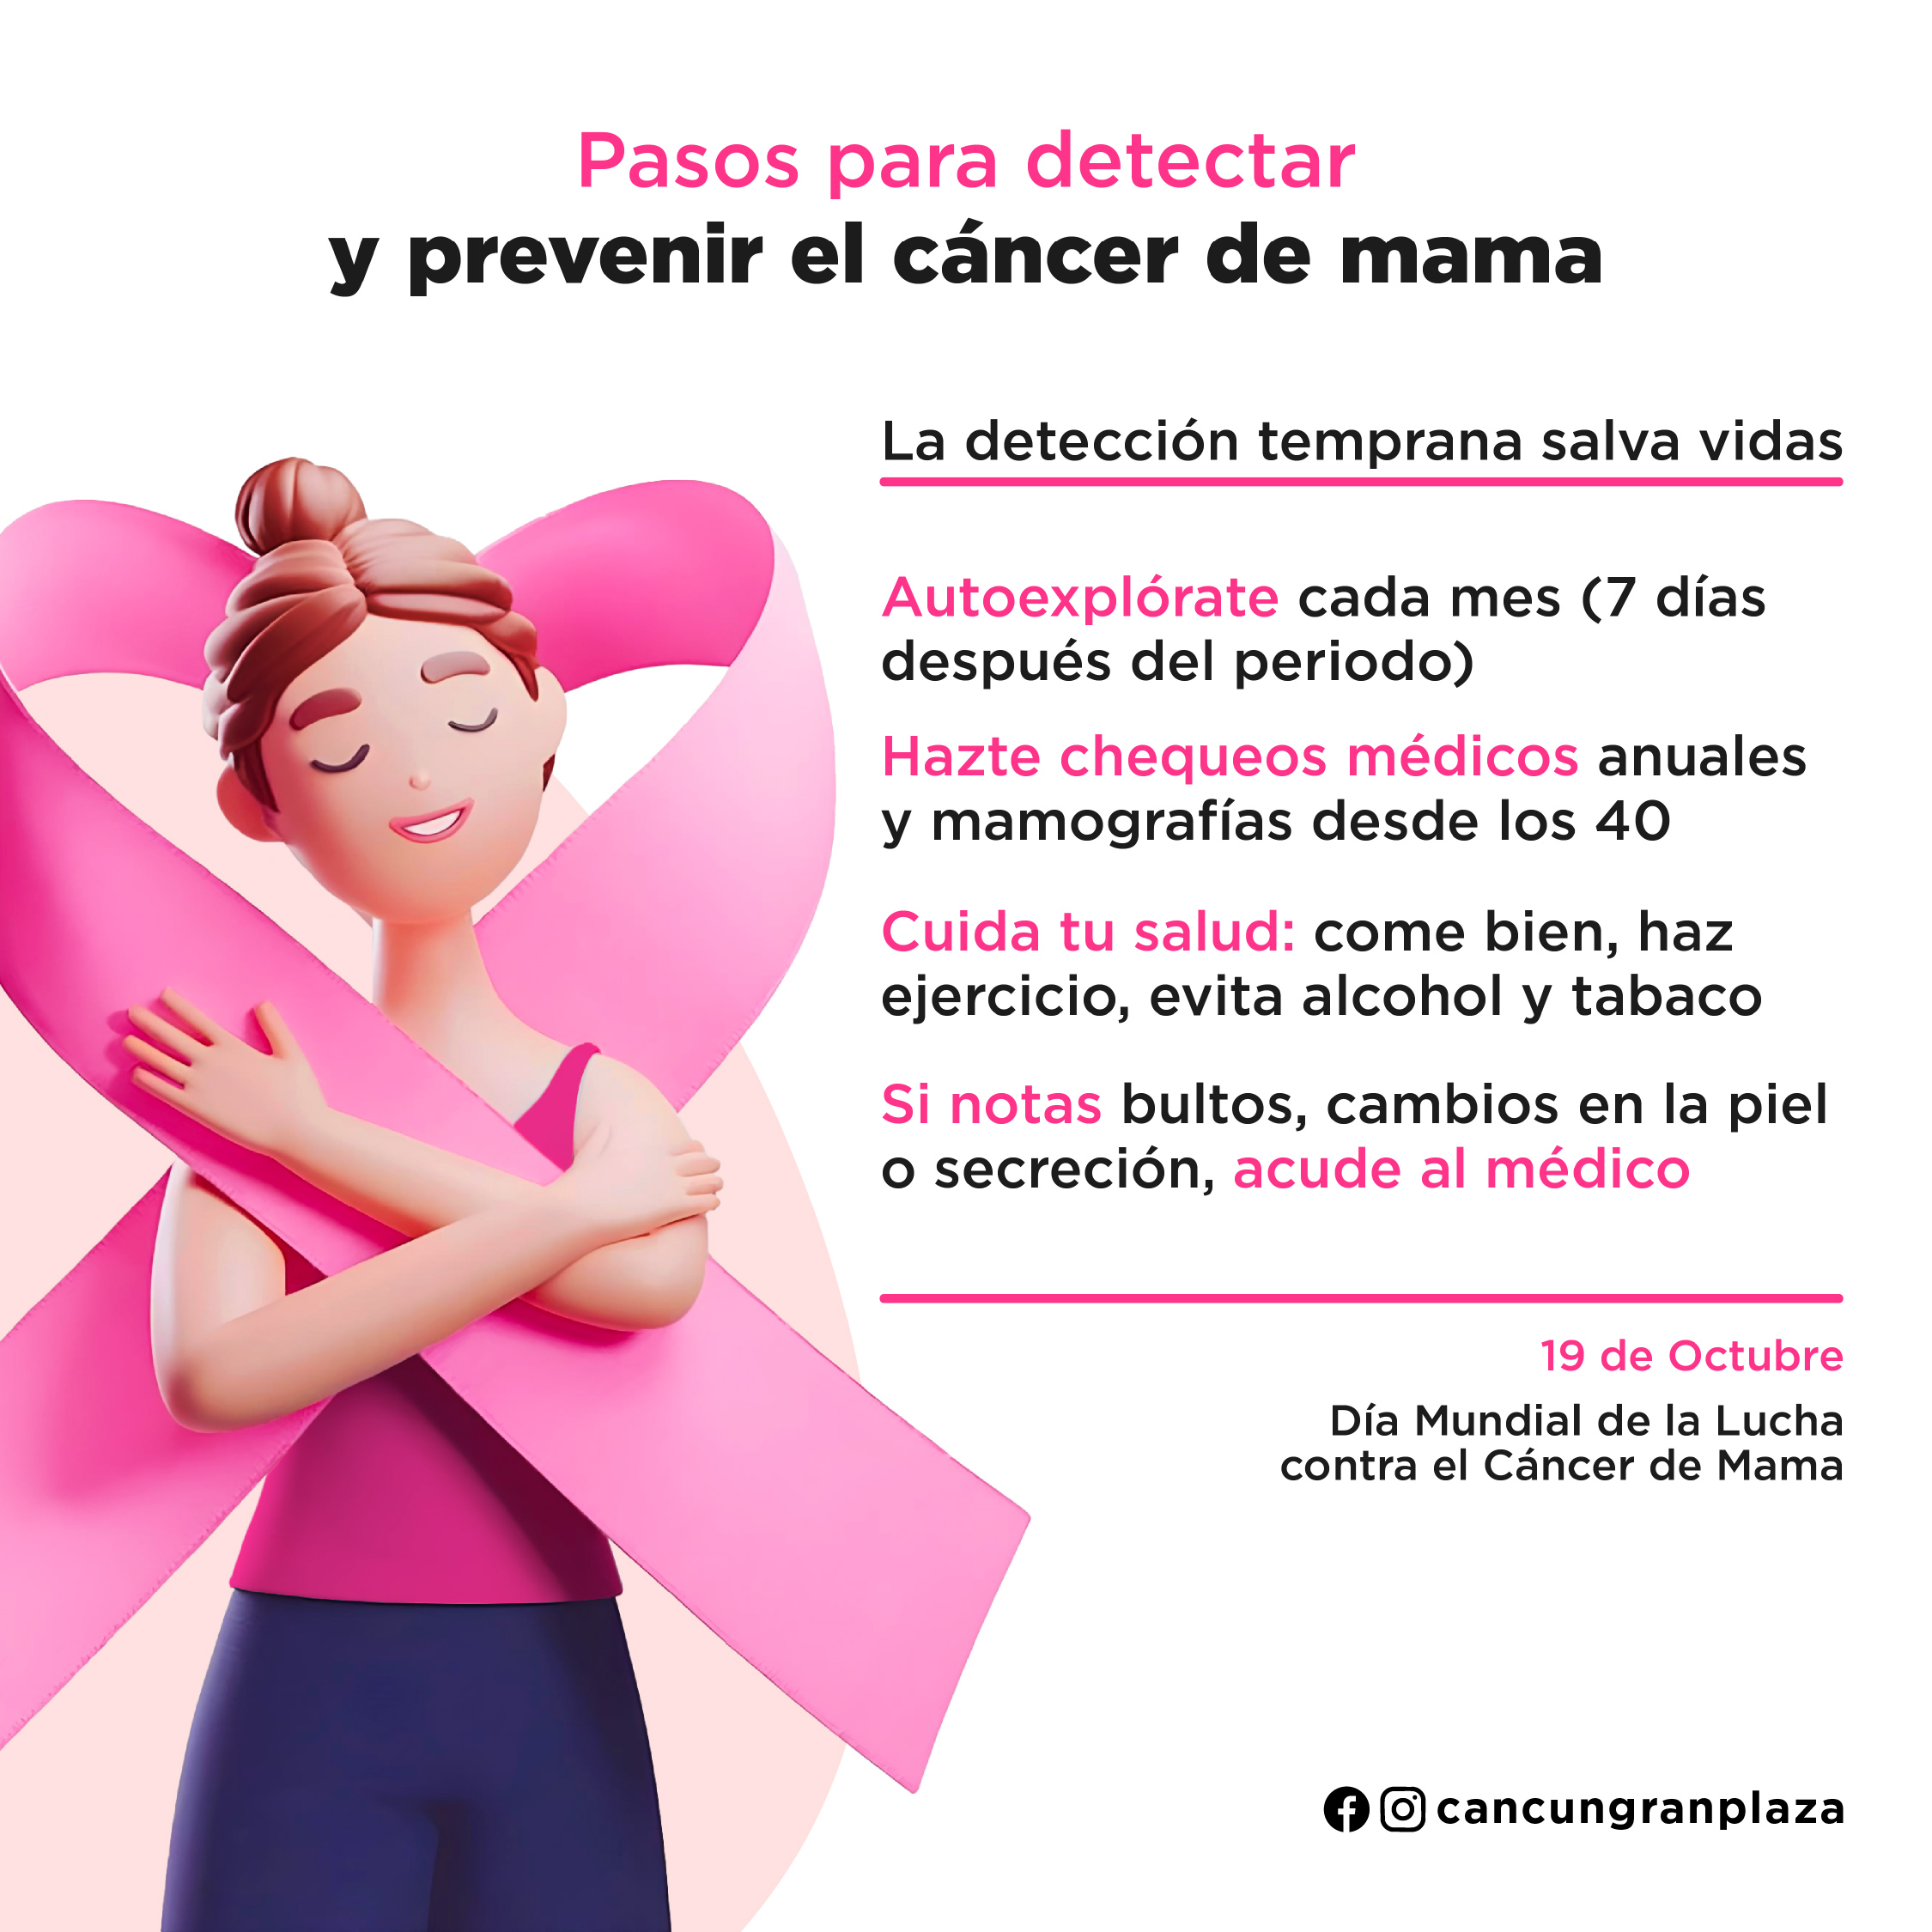 Pasos para detectar
y prevenir el cáncer de mama
La detección temprana salva vidas
Autoexplórate cada mes (7 días
después del periodo)
Hazte chequeos médicos anuales
y mamografías desde los 40
Cuida tu salud: come bien, haz
ejercicio, evita alcohol y tabaco
Si notas bultos, cambios en la piel
o secreción, acude al médico
19 de Octubre
Día Mundial de la Lucha
contra el Cáncer de Mama
cancungranplaza